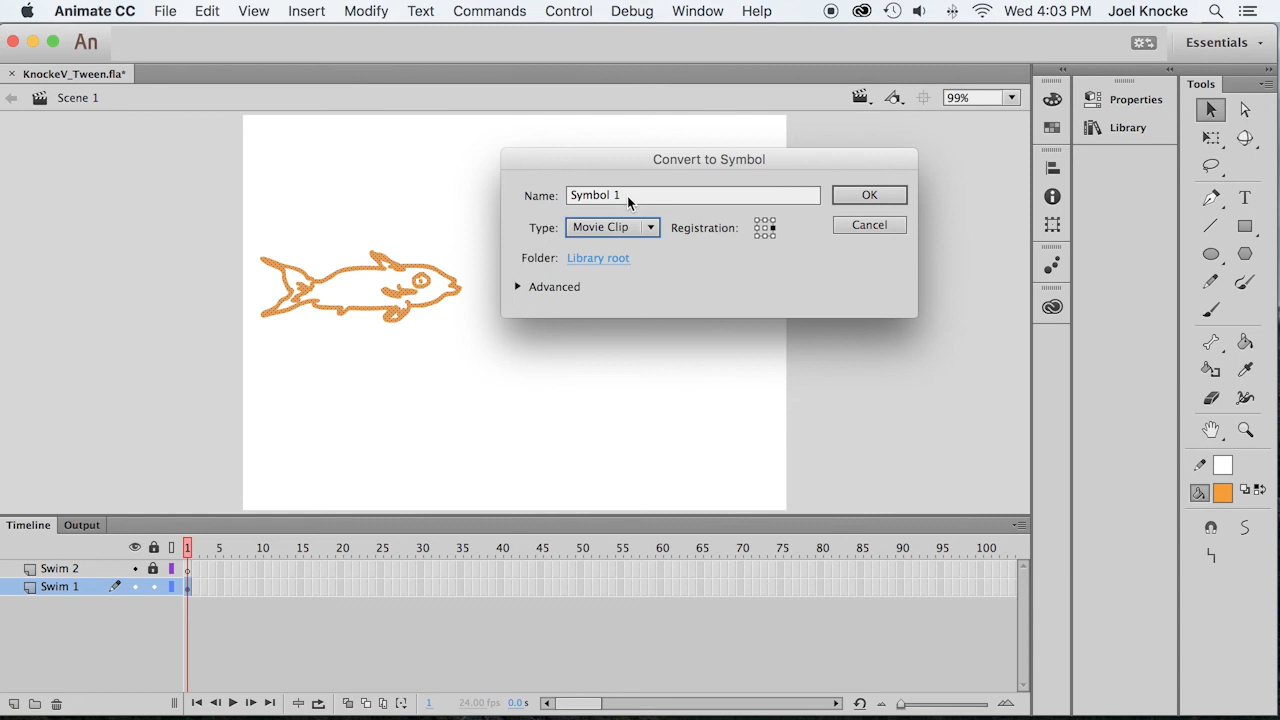 Animate CC File Edit View Insert Modify Text Commands Control Debug Window Help Wed 4:03 PM Joel Knocke
An Essentials
× KnockeV_Tween.fla*
Scene 1 99%
Tools
Properties
Library
Convert to Symbol
Name: Symbol 1 OK
Type: Movie Clip Registration: Cancel
Folder: Library root
Advanced
Timeline Output
1 5 10 15 20 25 30 35 40 45 50 55 60 65 70 75 80 85 90 95 100
Swim 2
Swim 1
1 24.00 fps 0.0 s